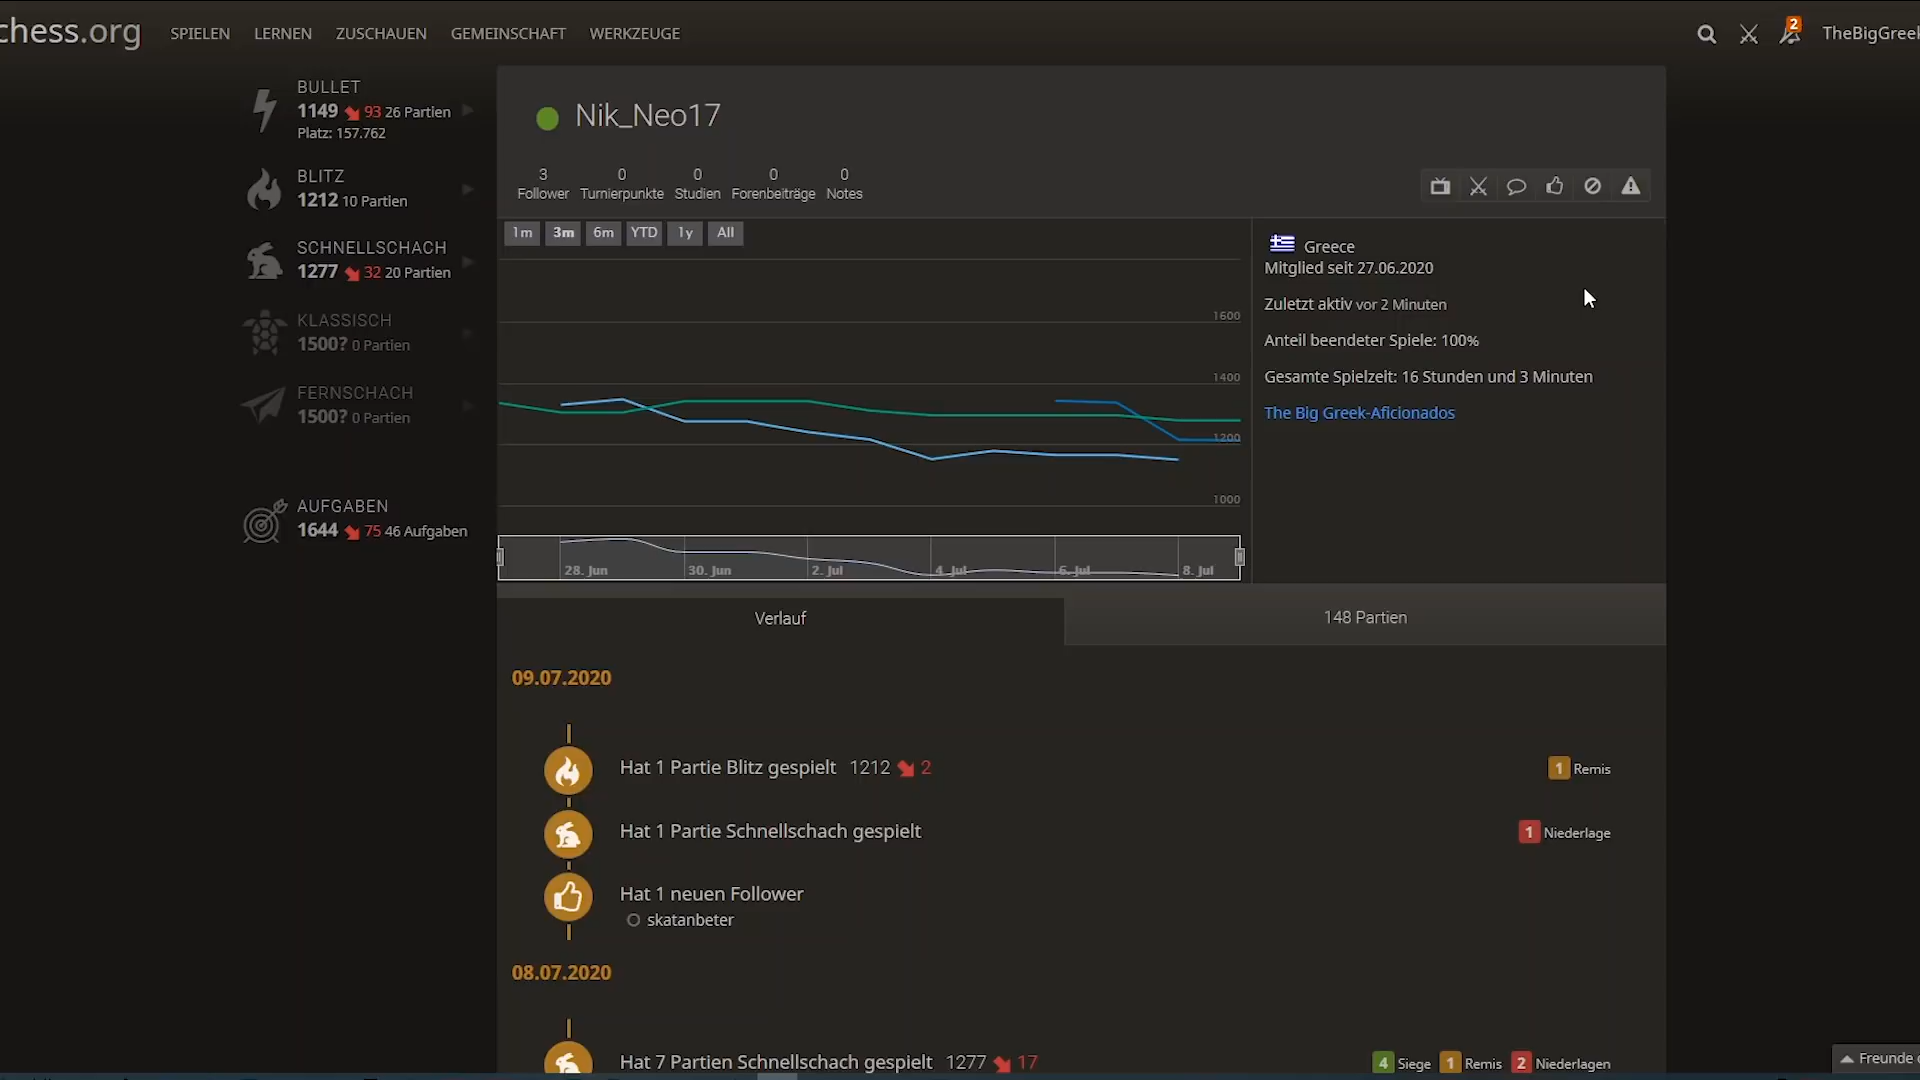 chess.org SPIELEN LERNEN ZUSCHAUEN GEMEINSCHAFT WERKZEUGE 2 TheBigGreek
BULLET
1149 93 26 Partien
Platz: 157.762
BLITZ
1212 10 Partien
SCHNELLSCHACH
1277 32 20 Partien
KLASSISCH
1500? 0 Partien
FERNSCHACH
1500? 0 Partien
AUFGABEN
1644 75 46 Aufgaben
Nik_Neo17
3 0 0 0 0
Follower Turnierpunkte Studien Forenbeiträge Notes
1m 3m 6m YTD 1y All
1600
1400
1200
1000
28. Jun 30. Jun 2. Jul 4. Jul 6. Jul 8. Jul
Greece
Mitglied seit 27.06.2020
Zuletzt aktiv vor 2 Minuten
Anteil beendeter Spiele: 100%
Gesamte Spielzeit: 16 Stunden und 3 Minuten
The Big Greek-Aficionados
Verlauf 148 Partien
09.07.2020
Hat 1 Partie Blitz gespielt 1212 2 1 Remis
Hat 1 Partie Schnellschach gespielt 1 Niederlage
Hat 1 neuen Follower
skatanbeter
08.07.2020
Hat 7 Partien Schnellschach gespielt 1277 17 4 Siege 1 Remis 2 Niederlagen
Freunde